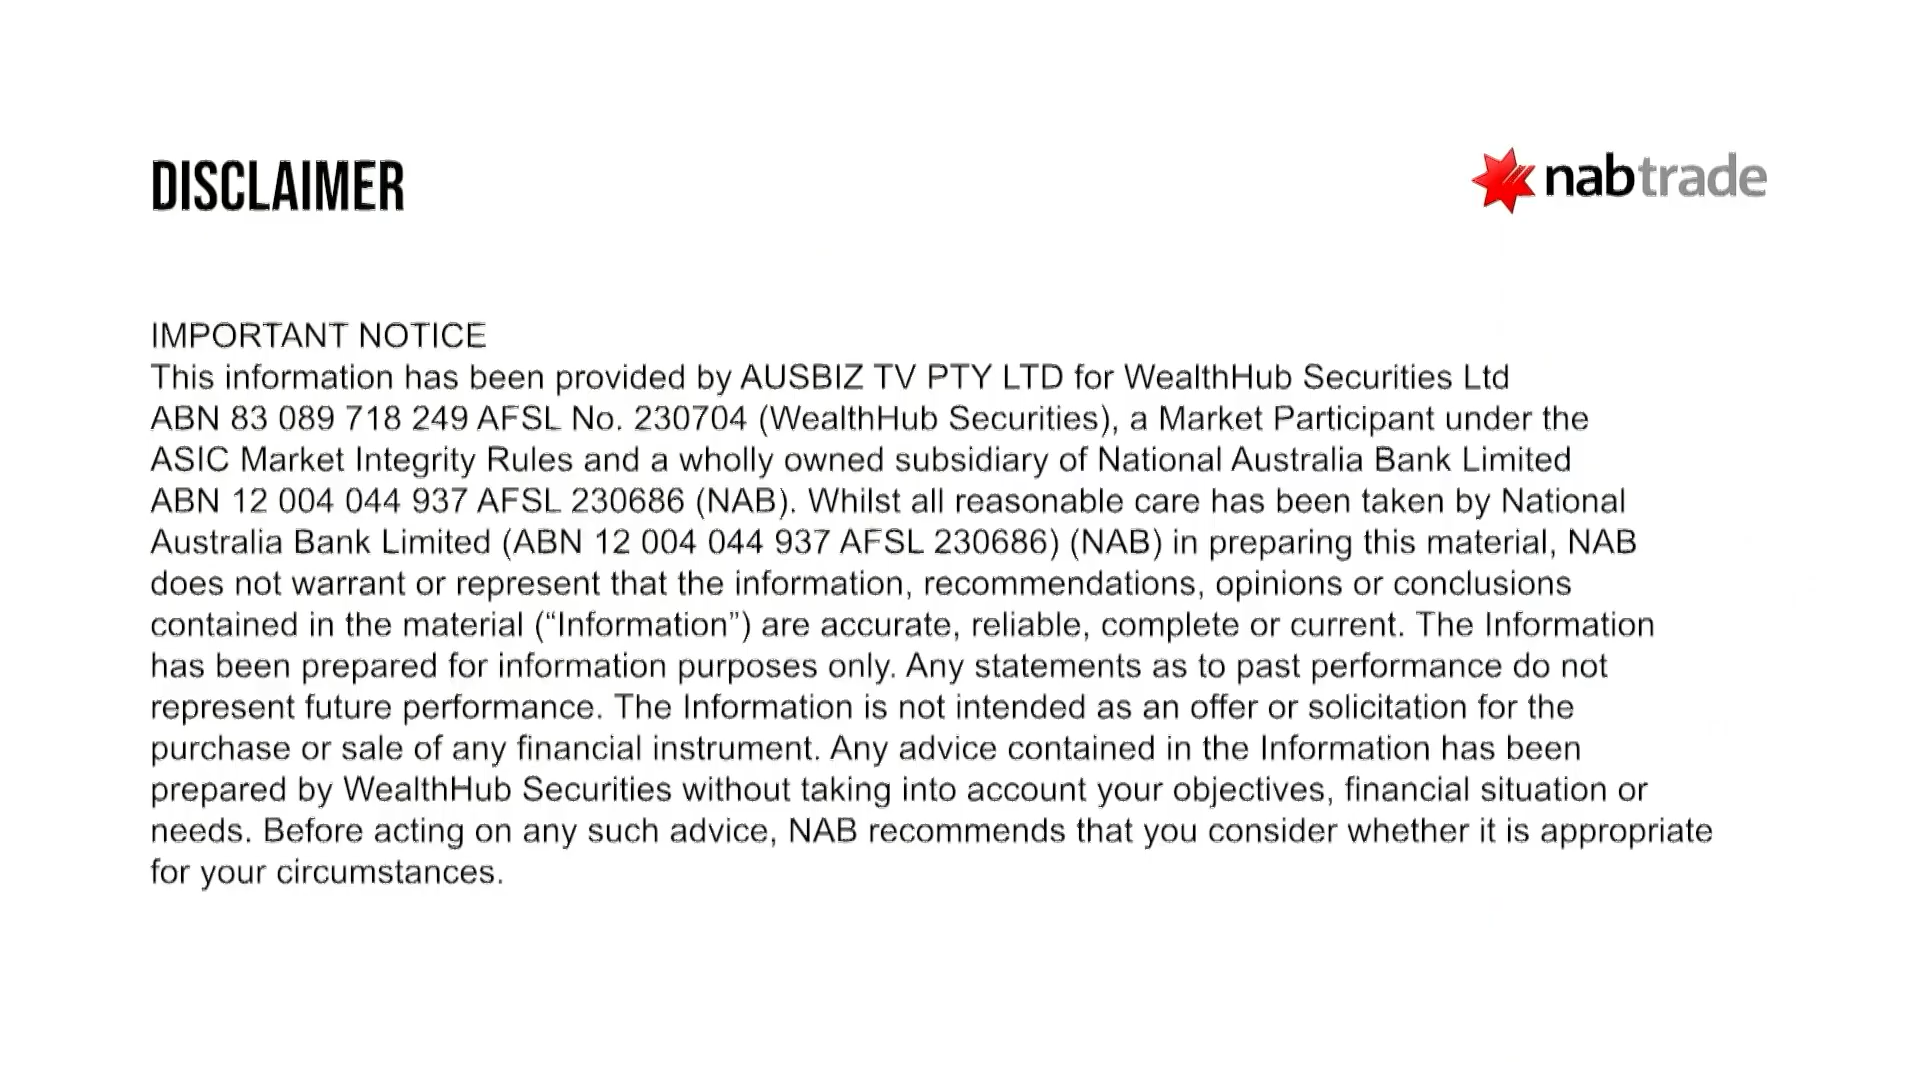 DISCLAIMER
nabtrade
IMPORTANT NOTICE
This information has been provided by AUSBIZ TV PTY LTD for WealthHub Securities Ltd
ABN 83 089 718 249 AFSL No. 230704 (WealthHub Securities), a Market Participant under the
ASIC Market Integrity Rules and a wholly owned subsidiary of National Australia Bank Limited
ABN 12 004 044 937 AFSL 230686 (NAB). Whilst all reasonable care has been taken by National
Australia Bank Limited (ABN 12 004 044 937 AFSL 230686) (NAB) in preparing this material, NAB
does not warrant or represent that the information, recommendations, opinions or conclusions
contained in the material (“Information”) are accurate, reliable, complete or current. The Information
has been prepared for information purposes only. Any statements as to past performance do not
represent future performance. The Information is not intended as an offer or solicitation for the
purchase or sale of any financial instrument. Any advice contained in the Information has been
prepared by WealthHub Securities without taking into account your objectives, financial situation or
needs. Before acting on any such advice, NAB recommends that you consider whether it is appropriate
for your circumstances.